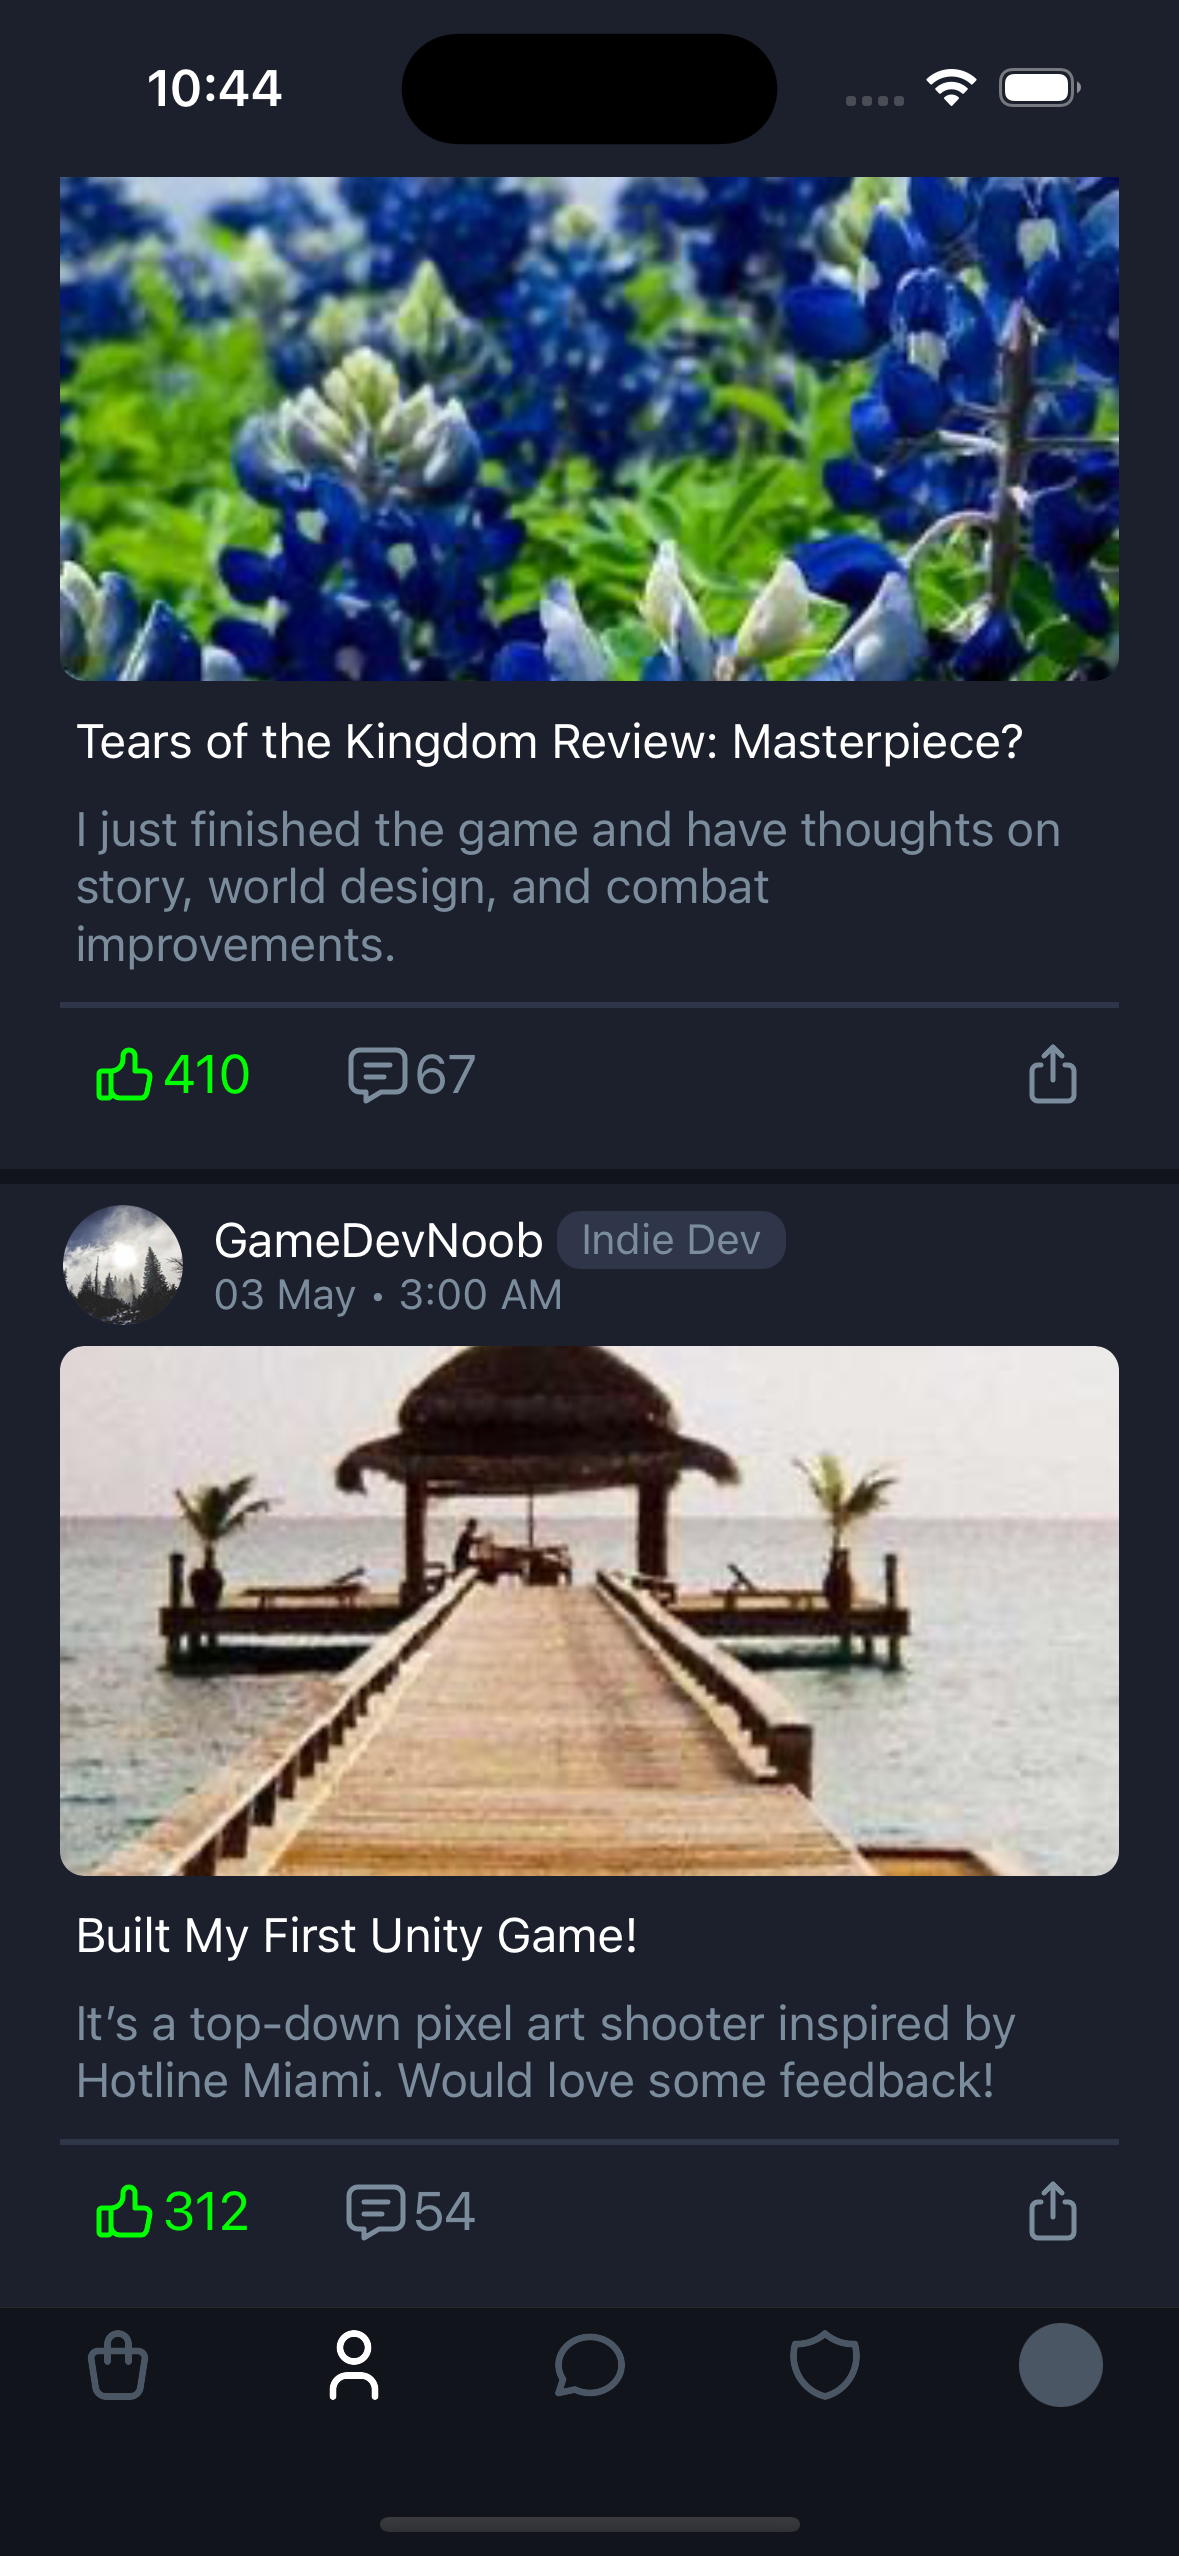 10:44
Tears of the Kingdom Review: Masterpiece?
I just finished the game and have thoughts on
story, world design, and combat
improvements.
410 67
GameDevNoob Indie Dev
03 May • 3:00 AM
Built My First Unity Game!
It’s a top-down pixel art shooter inspired by
Hotline Miami. Would love some feedback!
312 54